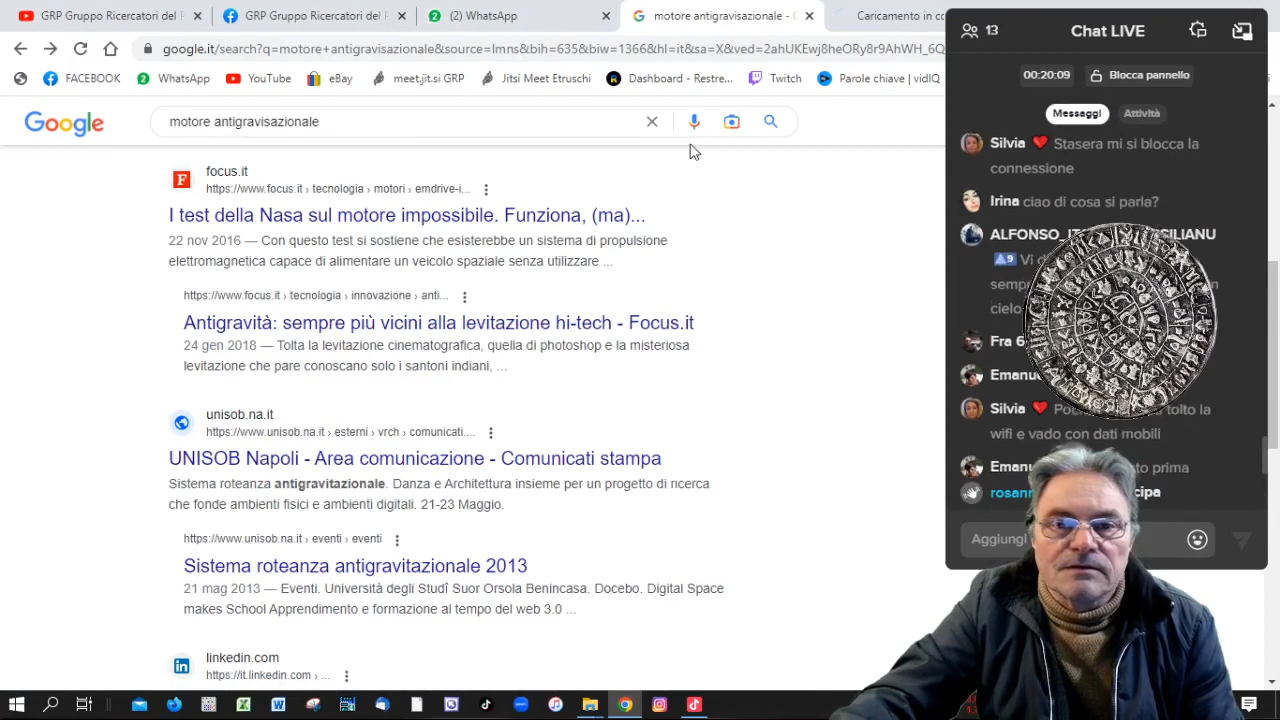 GRP Gruppo Ricercatori del
GRP Gruppo Ricercatori del
(2) WhatsApp
motore antigravisazionale -
Caricamento in
google.it/search?q=motore+antigravisazionale&source=lmns&bih=635&biw=1366&hl=it&sa=X&ved=
FACEBOOK
WhatsApp
YouTube
eBay
meet.jit.si GRP
Jitsi Meet Etruschi
Dashboard - Restre...
Twitch
Parole chiave | vidIQ
Google
motore antigravisazionale
focus.it
https://www.focus.it › tecnologia › motori › emdrive-i...
I test della Nasa sul motore impossibile. Funziona, (ma)...
22 nov 2016 — Con questo test si sostiene che esisterebbe un sistema di propulsione
elettromagnetica capace di alimentare un veicolo spaziale senza utilizzare ...
https://www.focus.it › tecnologia › innovazione › anti...
Antigravità: sempre più vicini alla levitazione hi-tech - Focus.it
24 gen 2018 — Tolta la levitazione cinematografica, quella di photoshop e la misteriosa
levitazione che pare conoscano solo i santoni indiani, ...
unisob.na.it
https://www.unisob.na.it › esterni › vrch › comunicati....
UNISOB Napoli - Area comunicazione - Comunicati stampa
Sistema roteanza antigravitazionale. Danza e Architettura insieme per un progetto di ricerca
che fonde ambienti fisici e ambienti digitali. 21-23 Maggio.
https://www.unisob.na.it › eventi › eventi
Sistema roteanza antigravitazionale 2013
21 mag 2013 — Eventi. Università degli Studî Suor Orsola Benincasa. Docebo. Digital Space
makes School Apprendimento e formazione al tempo del web 3.0 ...
linkedin.com
https://it.linkedin.com › ...
13
Chat LIVE
00:20:09
Blocca pannello
Messaggi
Attività
Silvia ❤️ Stasera mi si blocca la
connessione
Irina ciao di cosa si parla?
9 Vi
cielo
Fra
Silvia ❤️ tolto la
wifi e vado con dati mobili
prima
Aggiungi